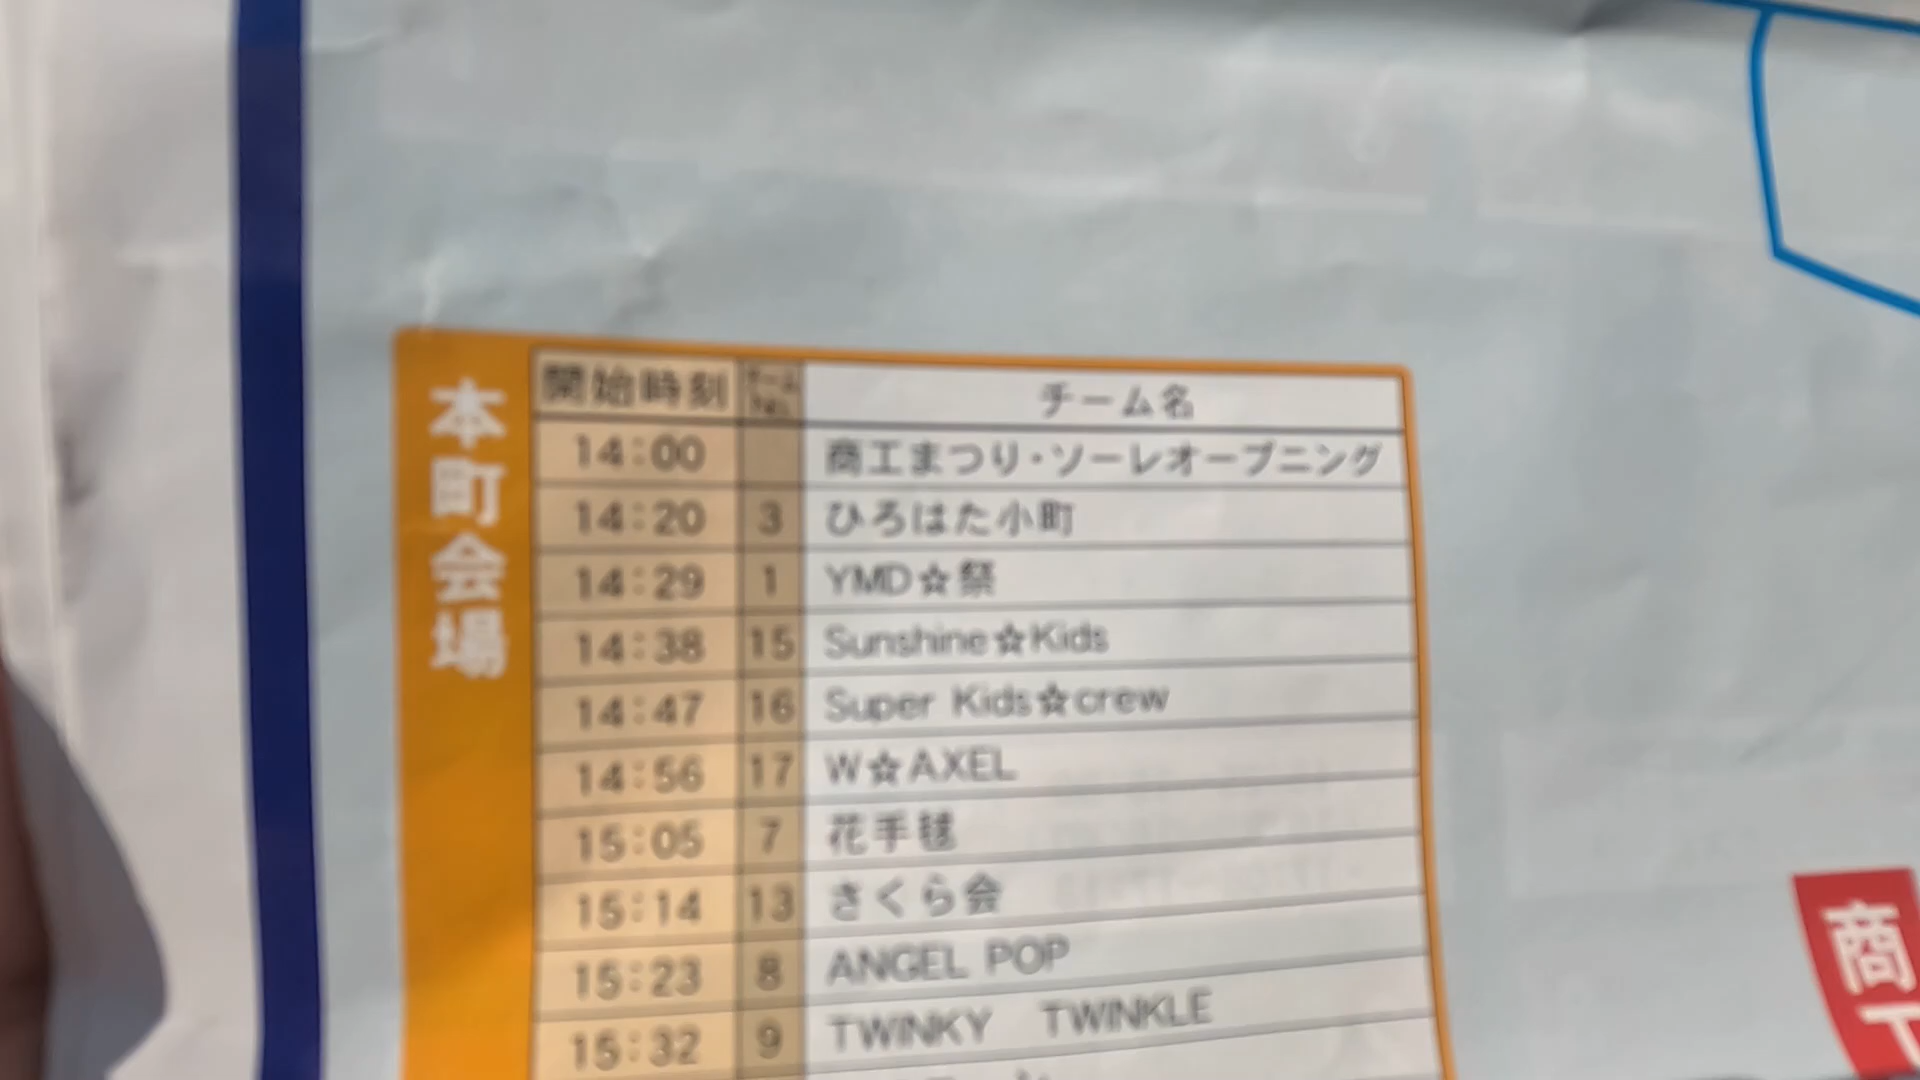 本町会場
開始時刻 チーム No. チーム名
14:00 商工まつり・ソーレオープニング
14:20 3 ひろはた小町
14:29 1 YMD☆祭
14:38 15 Sunshine☆Kids
14:47 16 Super Kids☆crew
14:56 17 W☆AXEL
15:05 7 花手毬
15:14 13 さくら会
15:23 8 ANGEL POP
15:32 9 TWINKY TWINKLE
商